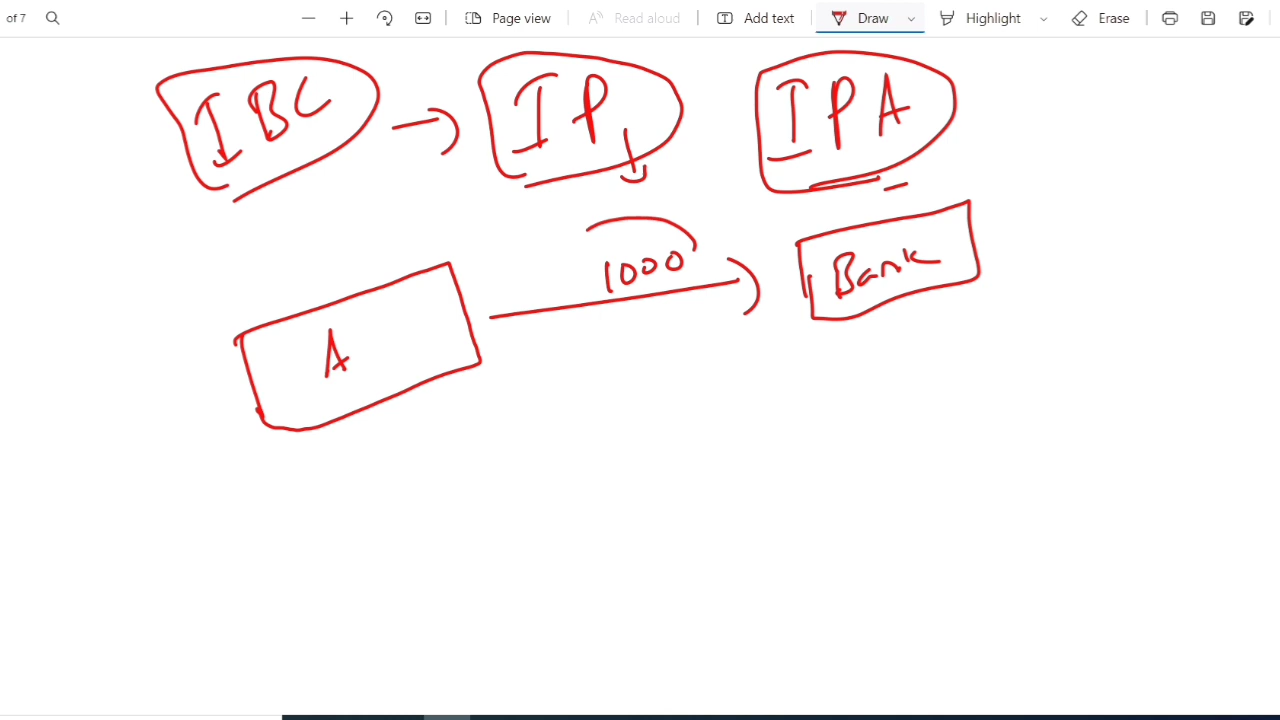 of 7 Page view Read aloud Add text Draw Highlight Erase
IBC IP IPA
1000
Bank
A